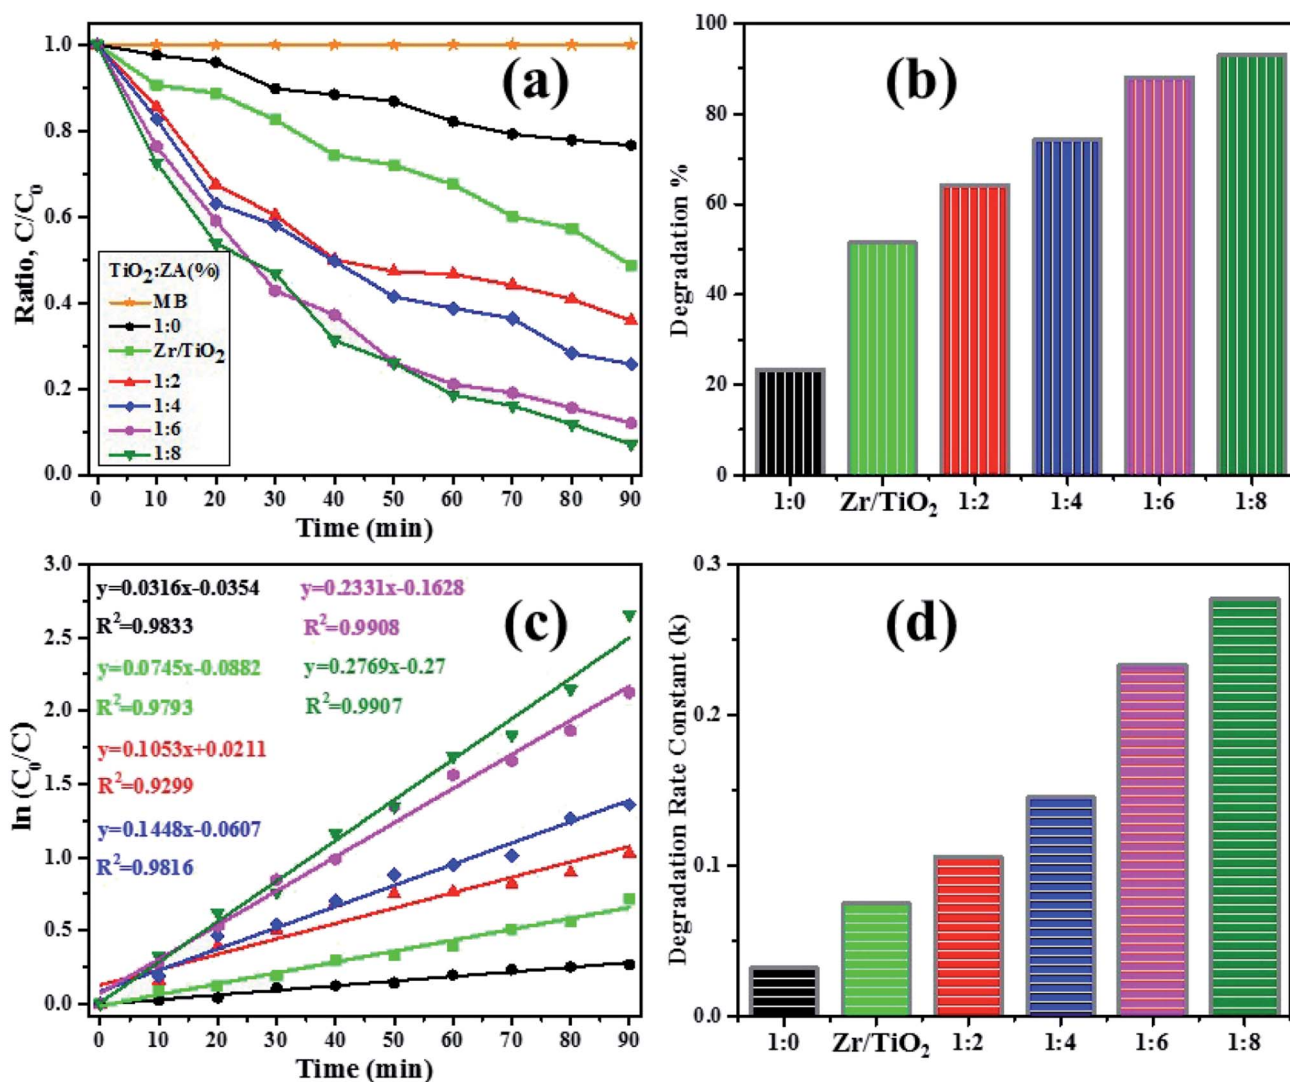 (a)
1.0
0.8
0.6
0.4
0.2
0.0
Ratio, C/C₀
TiO₂:ZA(%)
MB
1:0
Zr/TiO₂
1:2
1:4
1:6
1:8
0 10 20 30 40 50 60 70 80 90
Time (min)
(b)
100
80
60
40
20
0
Degradation %
1:0 Zr/TiO₂ 1:2 1:4 1:6 1:8
(c)
3.0
2.5
2.0
1.5
1.0
0.5
0.0
ln (C₀/C)
y=0.0316x-0.0354
R²=0.9833
y=0.0745x-0.0882
R²=0.9793
y=0.1053x+0.0211
R²=0.9299
y=0.1448x-0.0607
R²=0.9816
y=0.2331x-0.1628
R²=0.9908
y=0.2769x-0.27
R²=0.9907
0 10 20 30 40 50 60 70 80 90
Time (min)
(d)
0.3
0.2
0.1
0.0
Degradation Rate Constant (k)
1:0 Zr/TiO₂ 1:2 1:4 1:6 1:8